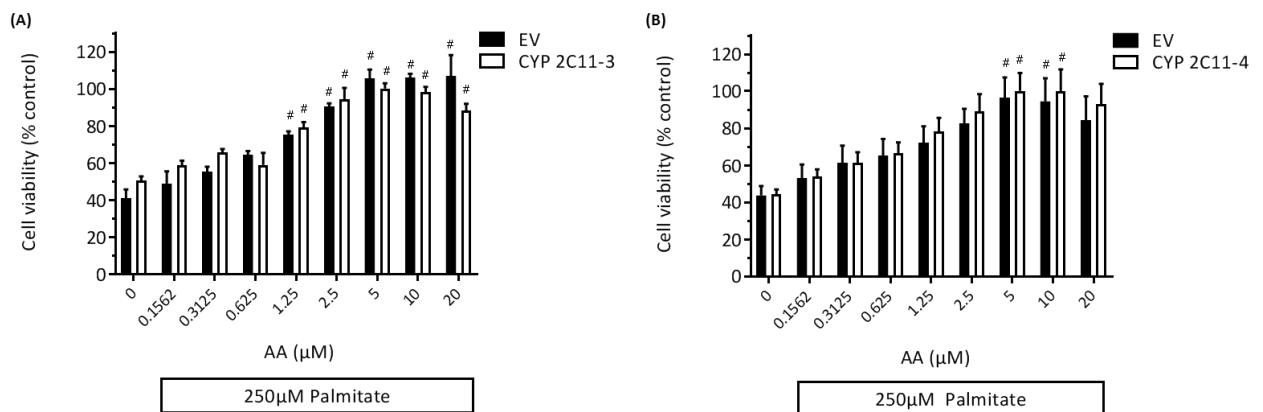 (A)
EV
CYP 2C11-3
Cell viability (% control)
120
100
80
60
40
20
0
# # # # # # # # # #
0 0.1562 0.3125 0.625 1.25 2.5 5 10 20
AA (µM)
250µM Palmitate
(B)
EV
CYP 2C11-4
Cell viability (% control)
120
100
80
60
40
20
0
# # # #
0 0.1562 0.3125 0.625 1.25 2.5 5 10 20
AA (µM)
250µM Palmitate